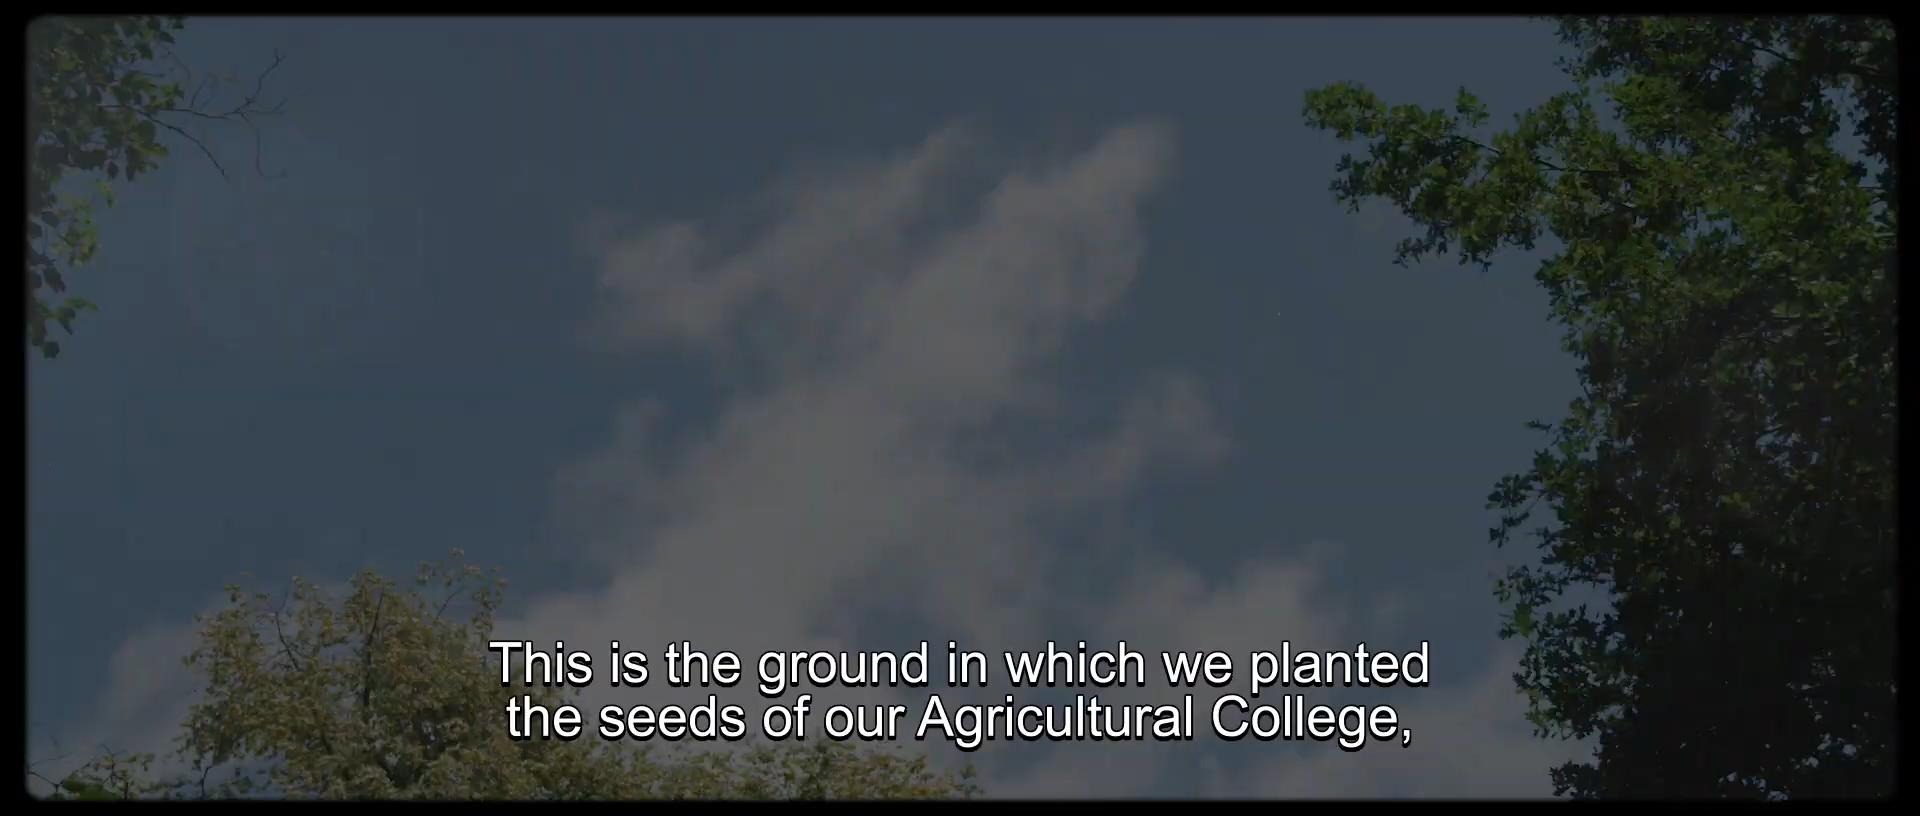 This is the ground in which we planted
the seeds of our Agricultural College,